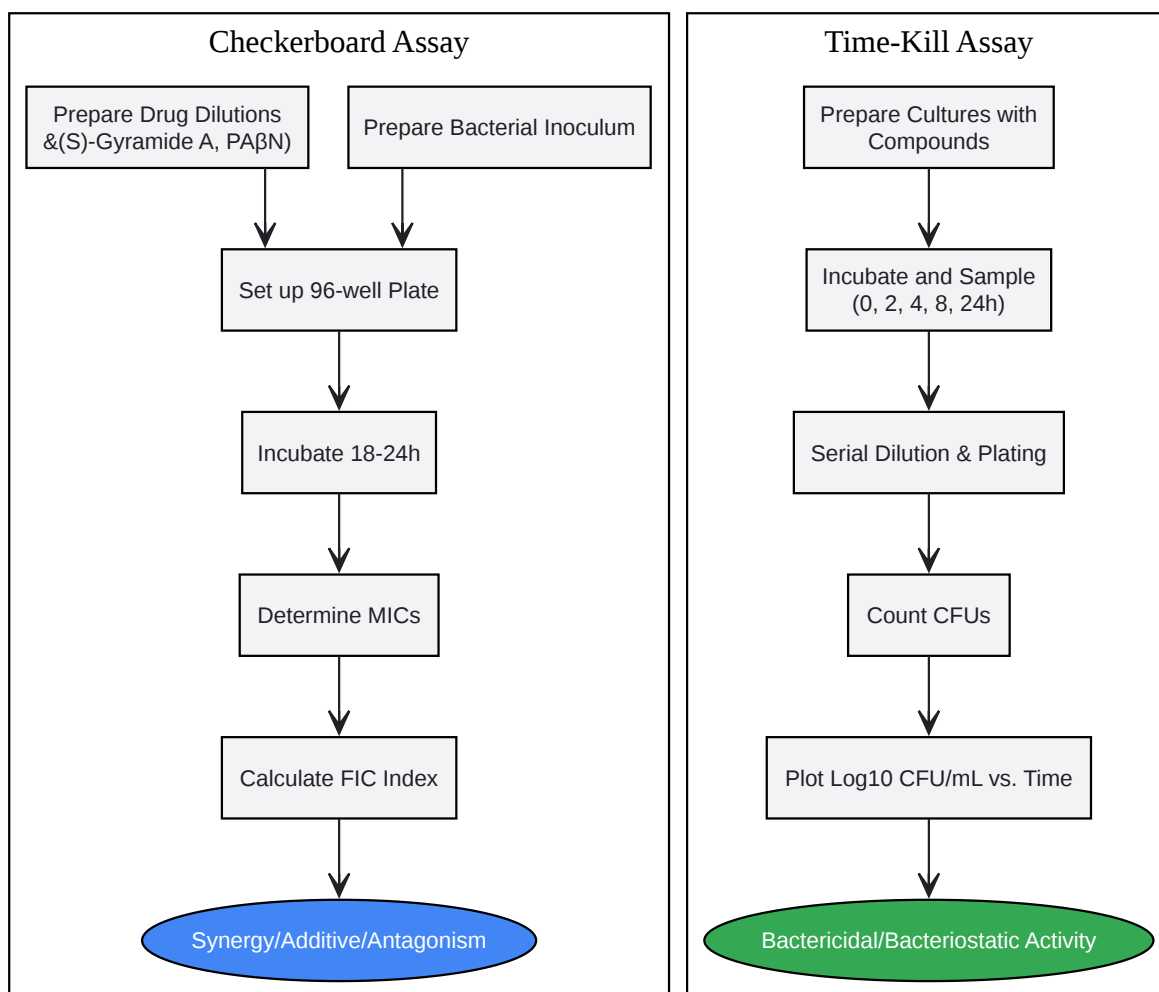 Checkerboard Assay
Prepare Drug Dilutions
&(S)-Gyramide A, PAβN)
Prepare Bacterial Inoculum
Set up 96-well Plate
Incubate 18-24h
Determine MICs
Calculate FIC Index
Synergy/Additive/Antagonism
Time-Kill Assay
Prepare Cultures with
Compounds
Incubate and Sample
(0, 2, 4, 8, 24h)
Serial Dilution & Plating
Count CFUs
Plot Log10 CFU/mL vs. Time
Bactericidal/Bacteriostatic Activity